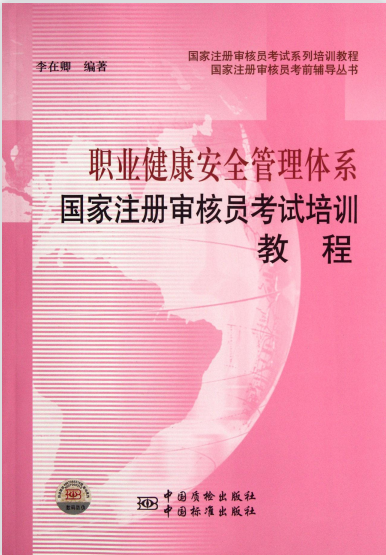 国家注册审核员考试系列培训教程
国家注册审核员考前辅导丛书
李在卿 编著
职业健康安全管理体系
国家注册审核员考试培训
教 程
中国质检出版社
中国标准出版社